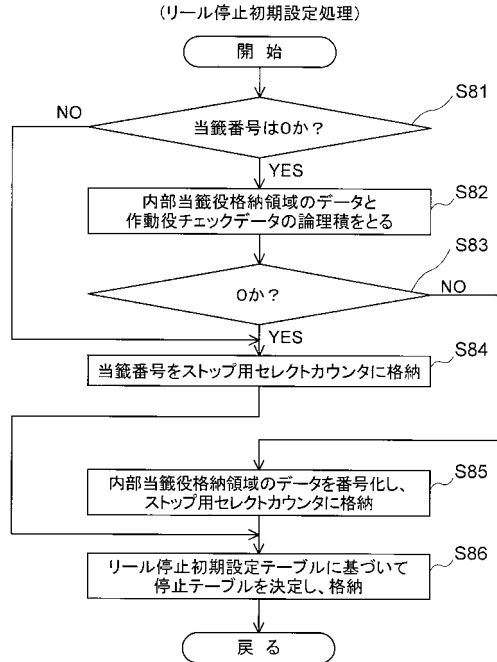 (リール停止初期設定処理)
開 始
S81
NO
当籤番号は0か?
YES
S82
内部当籤役格納領域のデータと
作動役チェックデータの論理積をとる
S83
NO
0か?
YES
S84
当籤番号をストップ用セレクトカウンタに格納
S85
内部当籤役格納領域のデータを番号化し、
ストップ用セレクトカウンタに格納
S86
リール停止初期設定テーブルに基づいて
停止テーブルを決定し、格納
戻 る